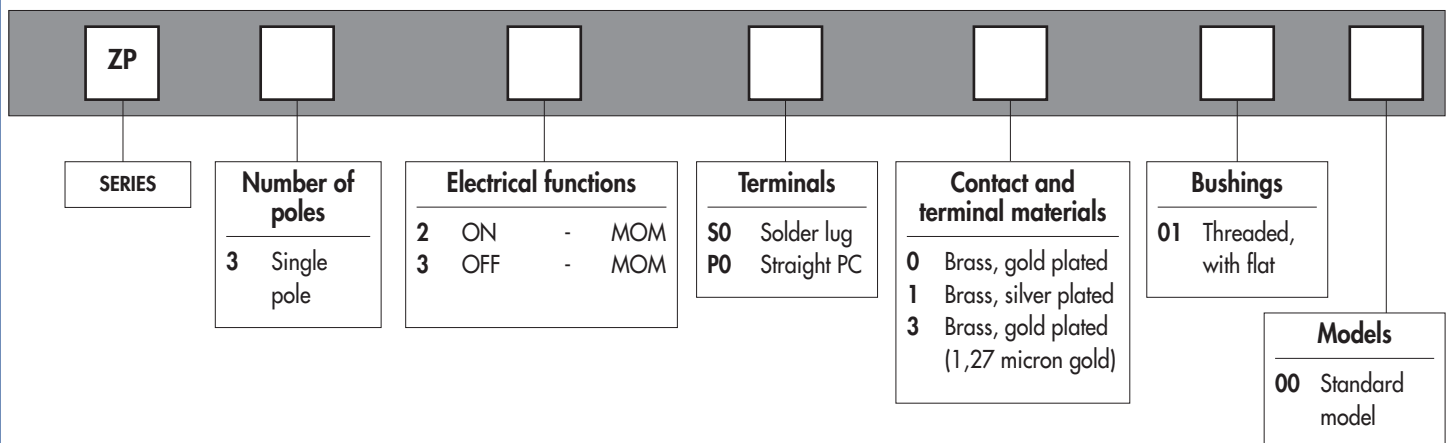 ZP
SERIES
Number of
poles
3 Single
pole
Electrical functions
2 ON - MOM
3 OFF - MOM
Terminals
S0 Solder lug
P0 Straight PC
Contact and
terminal materials
0 Brass, gold plated
1 Brass, silver plated
3 Brass, gold plated
(1,27 micron gold)
Bushings
01 Threaded,
with flat
Models
00 Standard
model